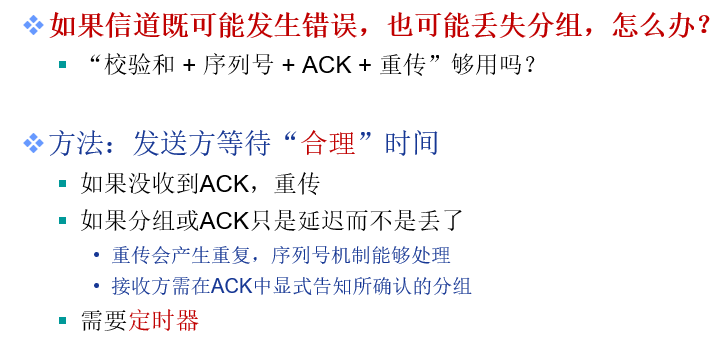 如果信道既可能发生错误，也可能丢失分组，怎么办？
“校验和 + 序列号 + ACK + 重传”够用吗？
方法：发送方等待“合理”时间
如果没收到ACK，重传
如果分组或ACK只是延迟而不是丢了
重传会产生重复，序列号机制能够处理
接收方需在ACK中显式告知所确认的分组
需要定时器